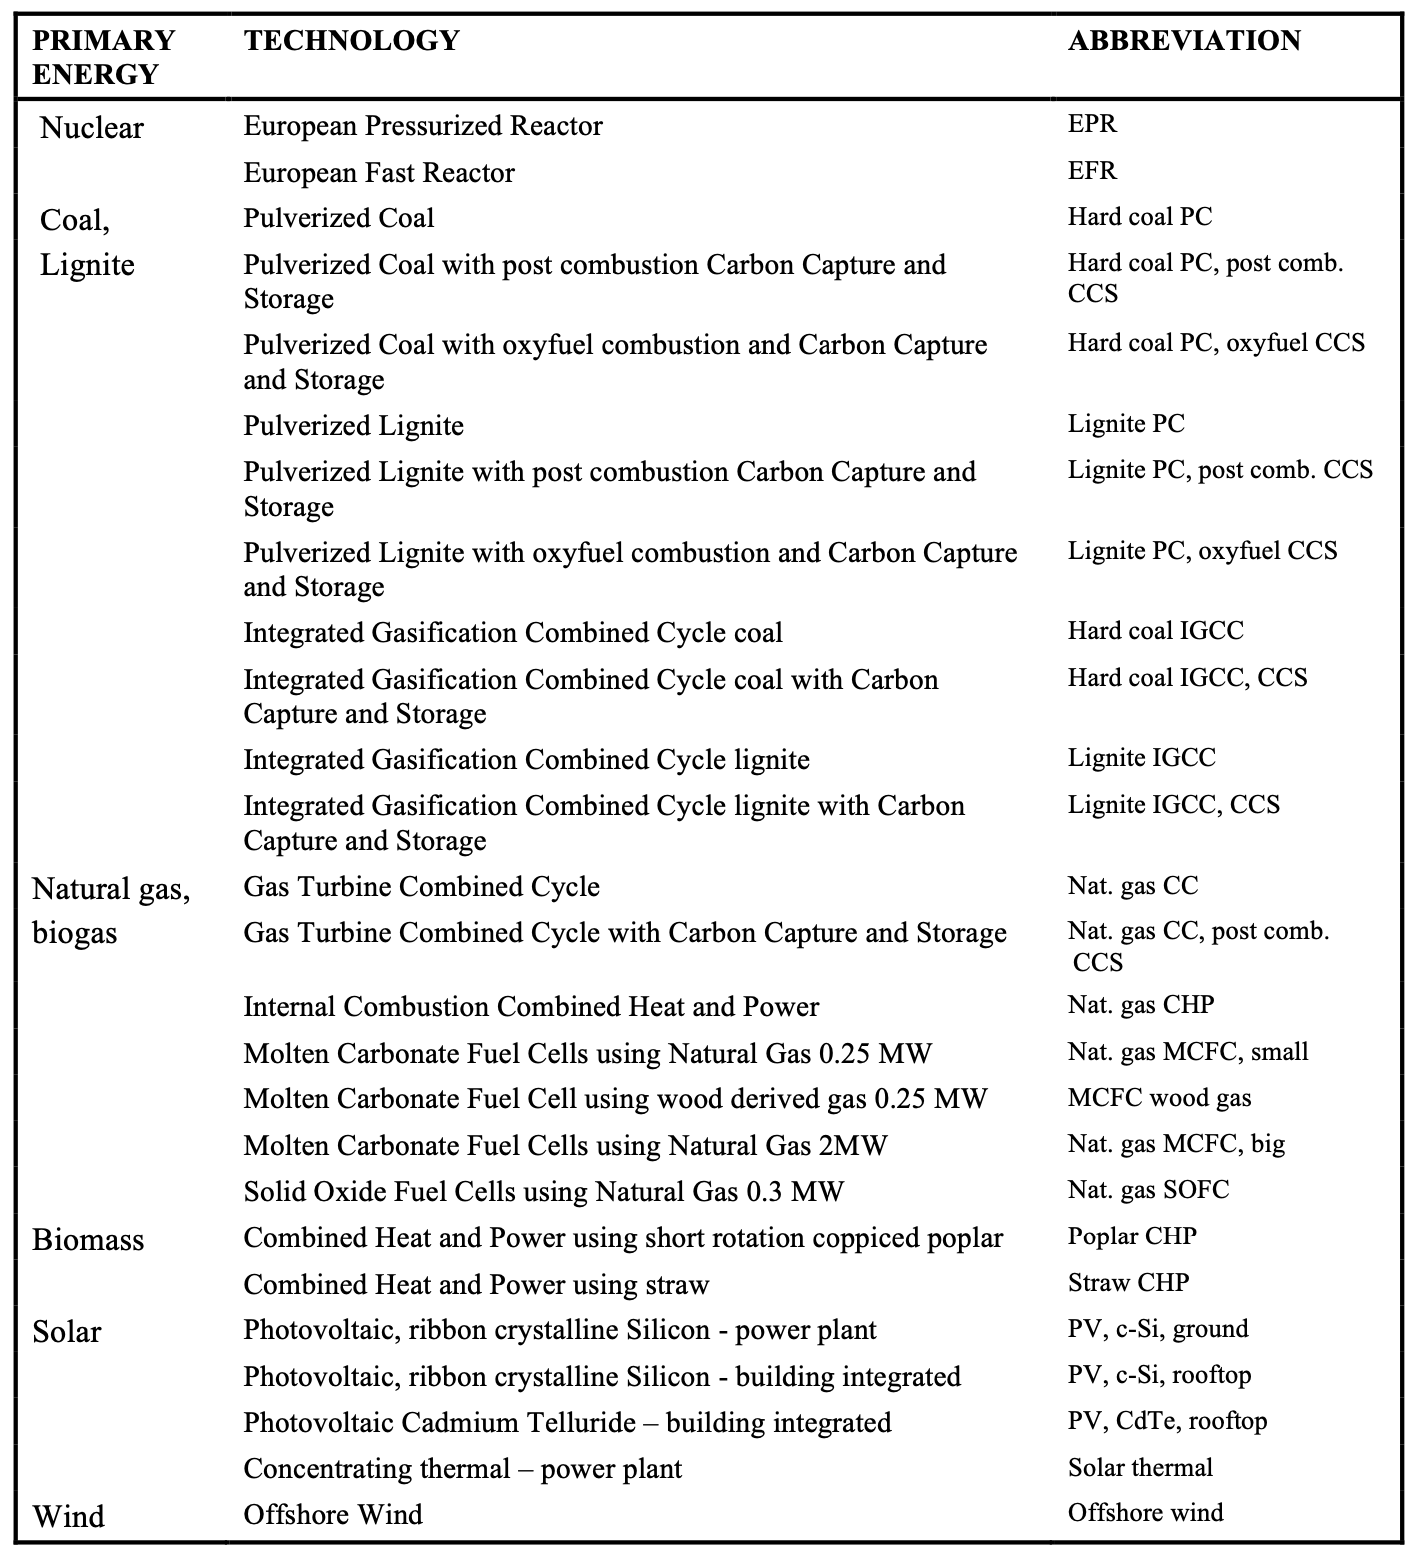 PRIMARY ENERGY TECHNOLOGY ABBREVIATION
Nuclear European Pressurized Reactor EPR
European Fast Reactor EFR
Coal, Pulverized Coal Hard coal PC
Lignite Pulverized Coal with post combustion Carbon Capture and Hard coal PC, post comb.
Storage CCS
Pulverized Coal with oxyfuel combustion and Carbon Capture Hard coal PC, oxyfuel CCS
and Storage
Pulverized Lignite Lignite PC
Pulverized Lignite with post combustion Carbon Capture and Lignite PC, post comb. CCS
Storage
Pulverized Lignite with oxyfuel combustion and Carbon Capture Lignite PC, oxyfuel CCS
and Storage
Integrated Gasification Combined Cycle coal Hard coal IGCC
Integrated Gasification Combined Cycle coal with Carbon Hard coal IGCC, CCS
Capture and Storage
Integrated Gasification Combined Cycle lignite Lignite IGCC
Integrated Gasification Combined Cycle lignite with Carbon Lignite IGCC, CCS
Capture and Storage
Natural gas, Gas Turbine Combined Cycle Nat. gas CC
biogas Gas Turbine Combined Cycle with Carbon Capture and Storage Nat. gas CC, post comb.
CCS
Internal Combustion Combined Heat and Power Nat. gas CHP
Molten Carbonate Fuel Cells using Natural Gas 0.25 MW Nat. gas MCFC, small
Molten Carbonate Fuel Cell using wood derived gas 0.25 MW MCFC wood gas
Molten Carbonate Fuel Cells using Natural Gas 2MW Nat. gas MCFC, big
Solid Oxide Fuel Cells using Natural Gas 0.3 MW Nat. gas SOFC
Biomass Combined Heat and Power using short rotation coppiced poplar Poplar CHP
Combined Heat and Power using straw Straw CHP
Solar Photovoltaic, ribbon crystalline Silicon - power plant PV, c-Si, ground
Photovoltaic, ribbon crystalline Silicon - building integrated PV, c-Si, rooftop
Photovoltaic Cadmium Telluride – building integrated PV, CdTe, rooftop
Concentrating thermal – power plant Solar thermal
Wind Offshore Wind Offshore wind